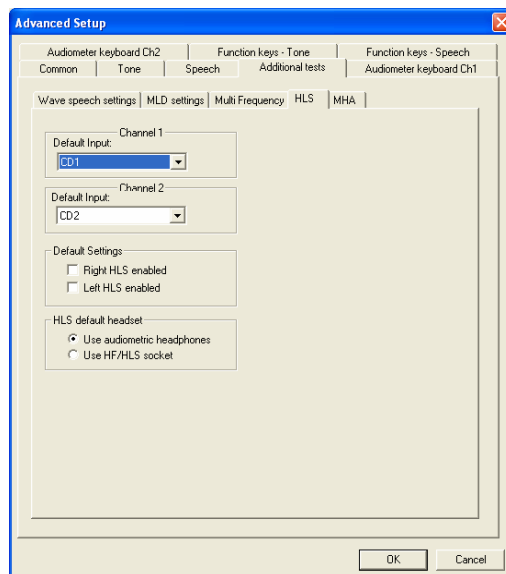 Advanced Setup
Audiometer keyboard Ch2 Function keys - Tone Function keys - Speech
Common Tone Speech Additional tests Audiometer keyboard Ch1
Wave speech settings MLD settings Multi Frequency HLS MHA
Channel 1
Default Input:
CD1
Channel 2
Default Input:
CD2
Default Settings
Right HLS enabled
Left HLS enabled
HLS default headset
Use audiometric headphones
Use HF/HLS socket
OK Cancel